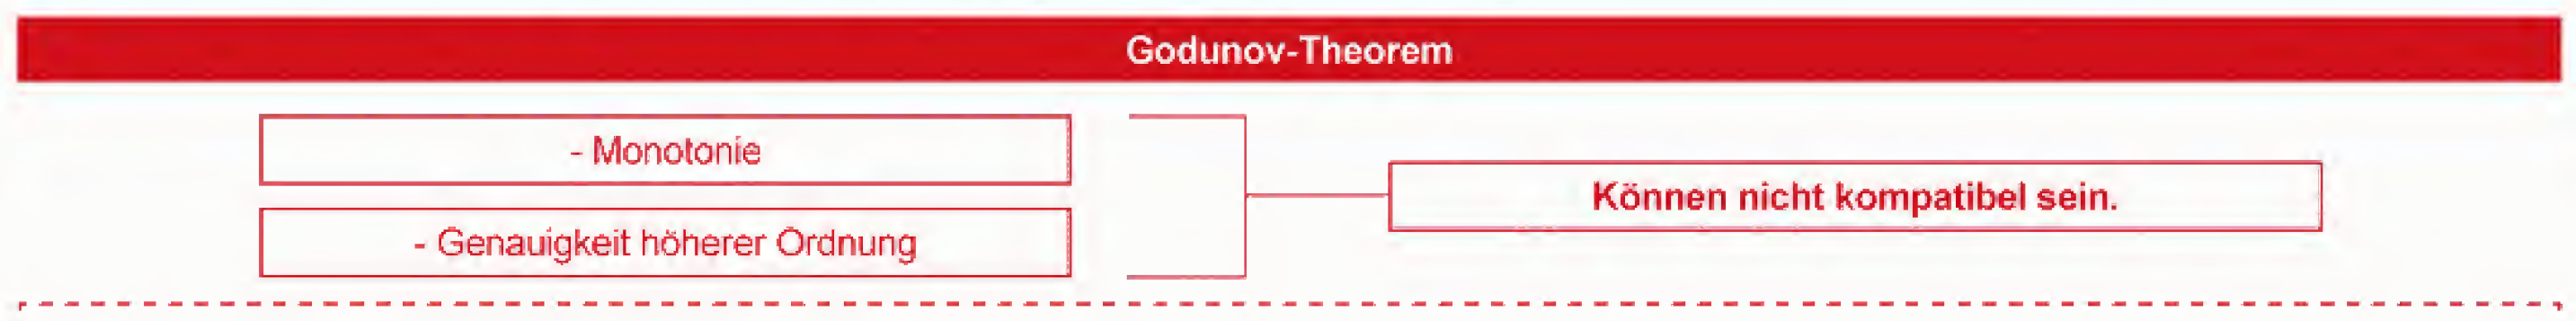 Godunov-Theorem
- Monotonie
- Genauigkeit höherer Ordnung
Können nicht kompatibel sein.